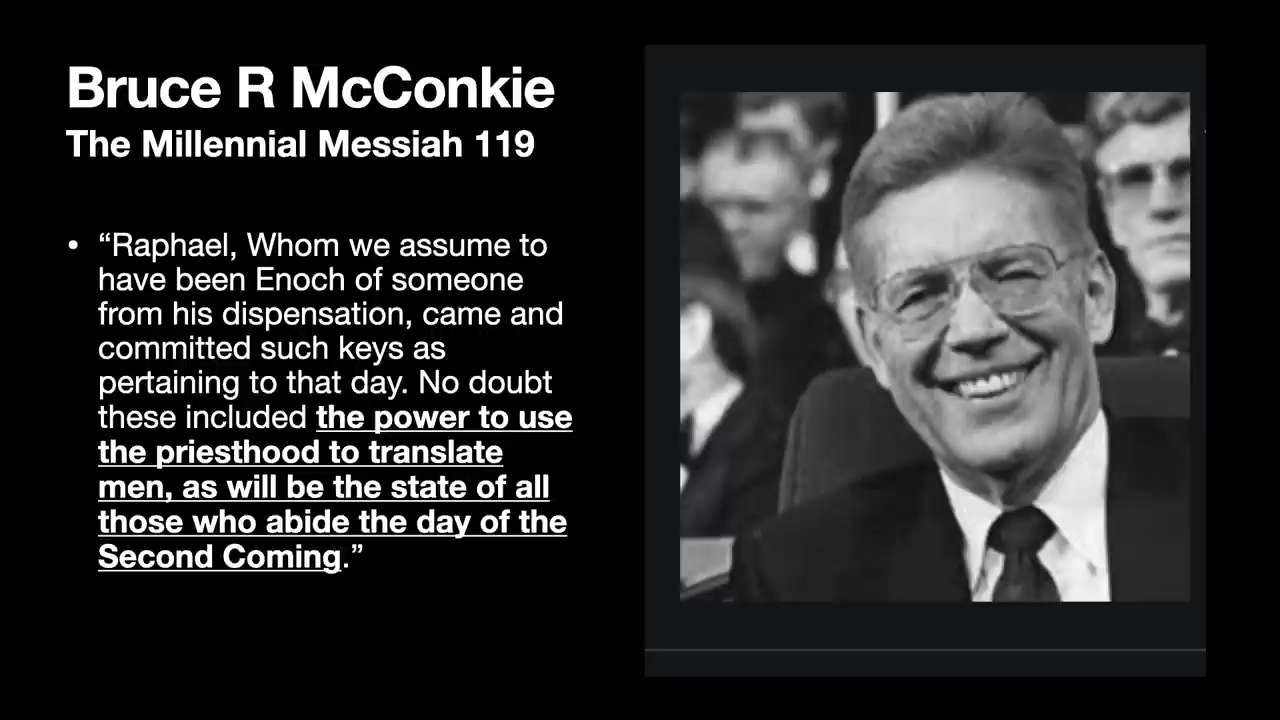 Bruce R McConkie
The Millennial Messiah 119
• “Raphael, Whom we assume to
have been Enoch of someone
from his dispensation, came and
committed such keys as
pertaining to that day. No doubt
these included the power to use
the priesthood to translate
men, as will be the state of all
those who abide the day of the
Second Coming.”